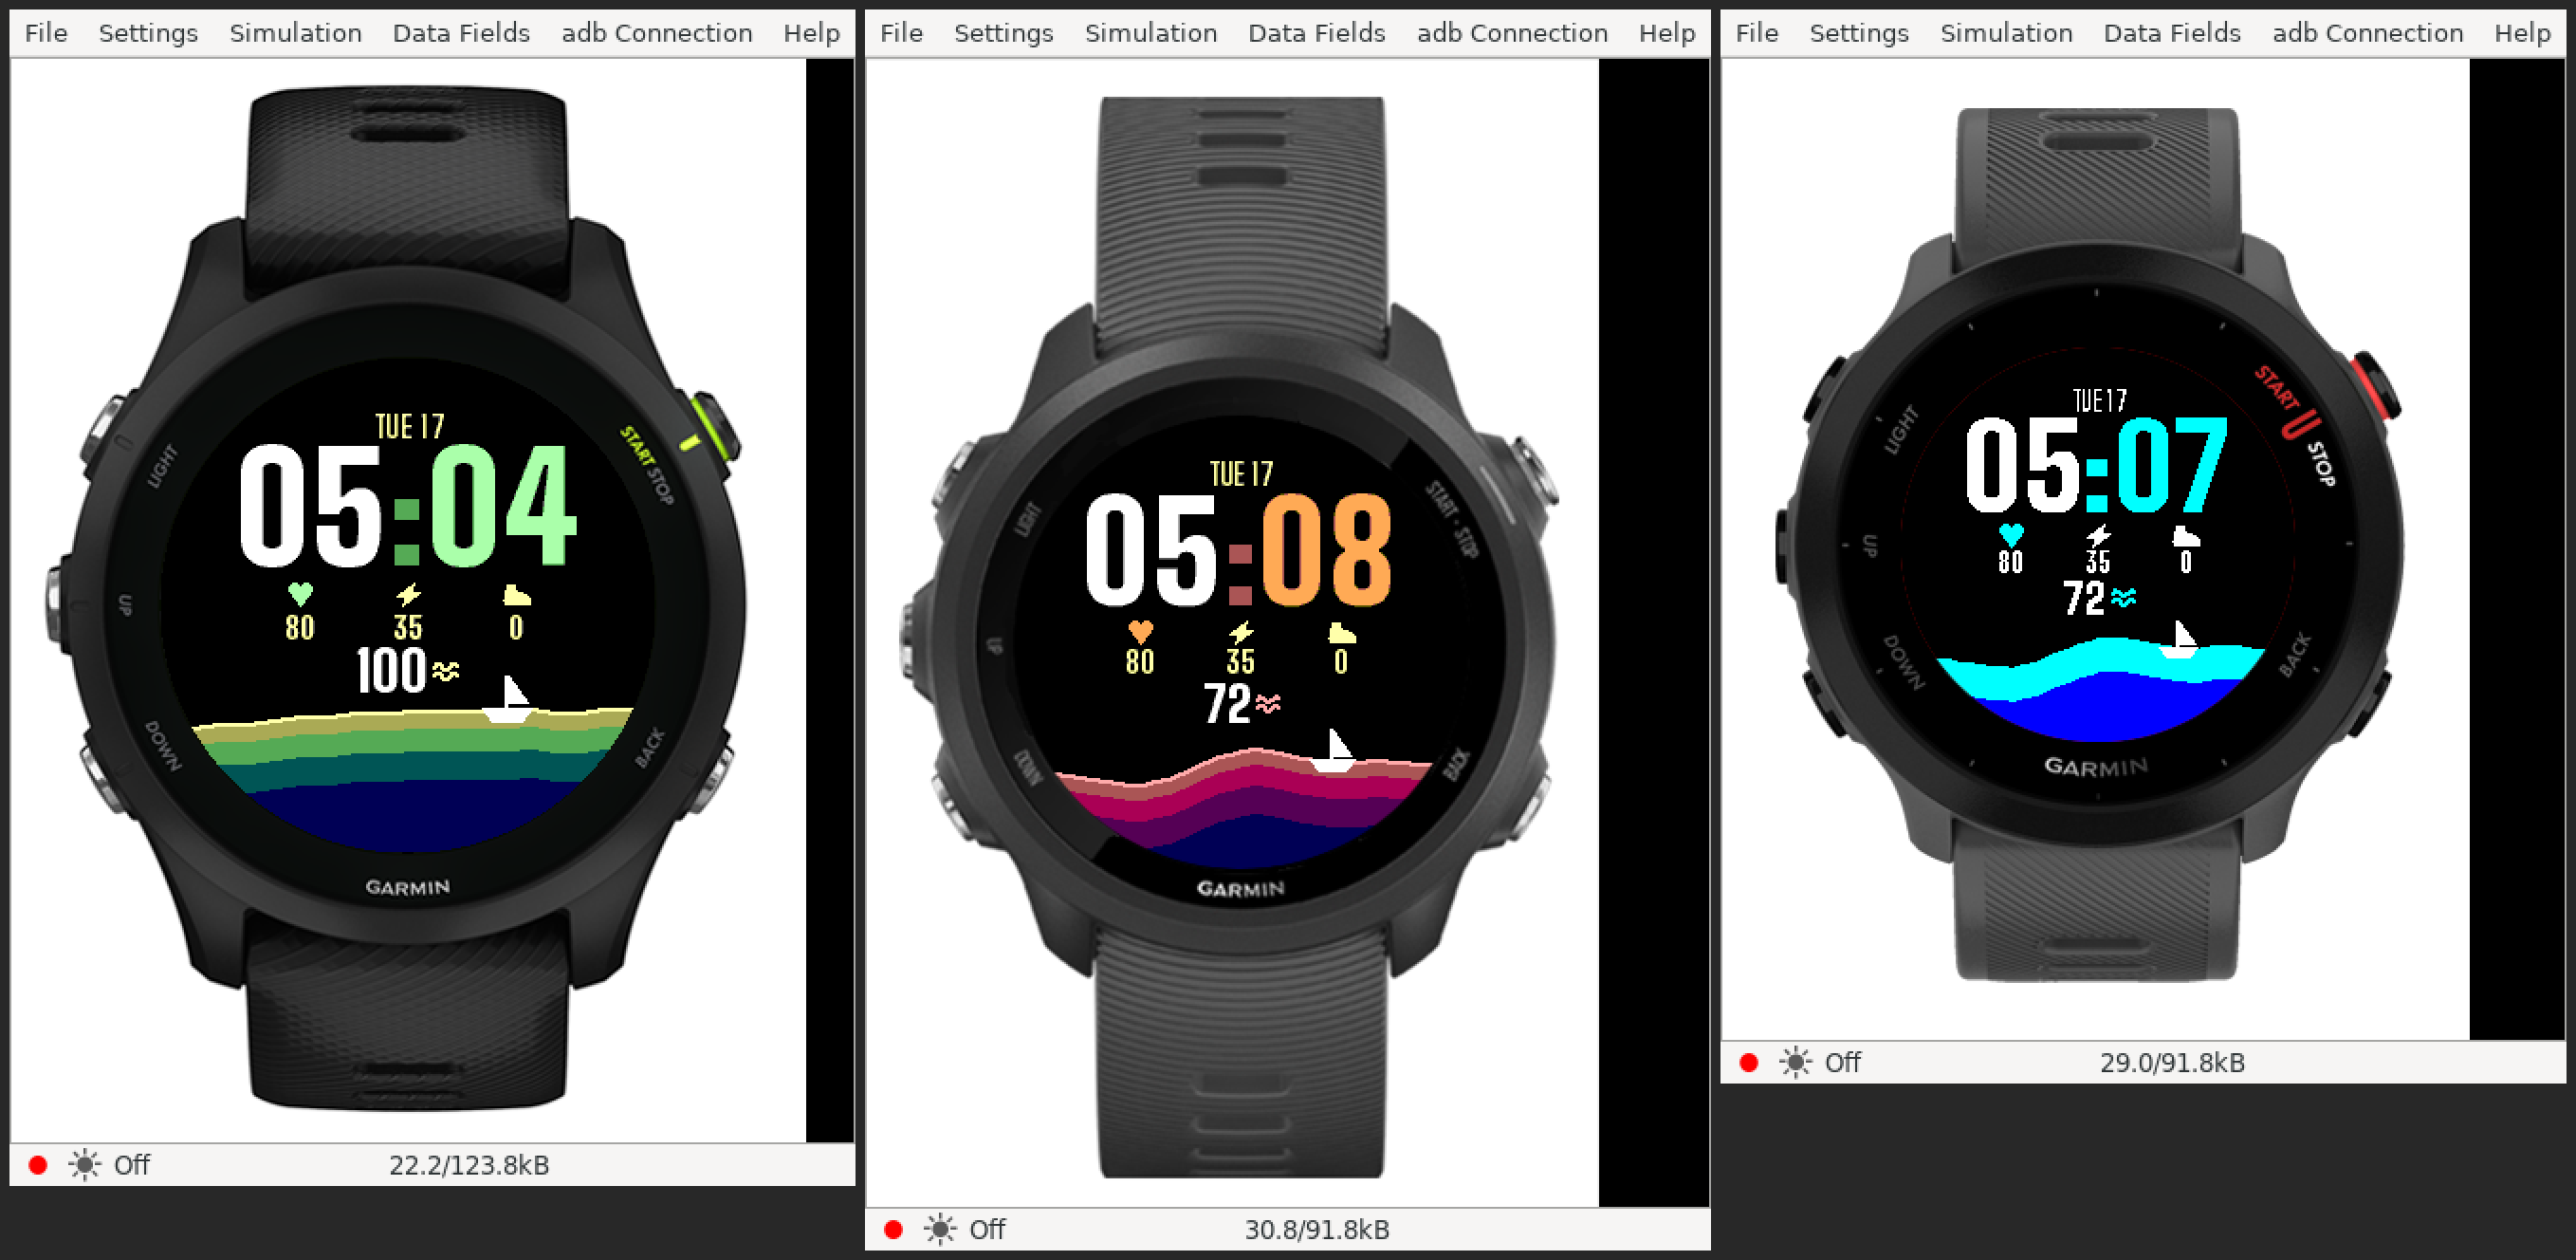 File Settings Simulation Data Fields adb Connection Help
TUE 17
05:04
80 35 0
100
LIGHT
UP
DOWN
START STOP
BACK
GARMIN
Off 22.2/123.8kB
File Settings Simulation Data Fields adb Connection Help
TUE 17
05:08
80 35 0
72
LIGHT
UP
DOWN
START • STOP
BACK
GARMIN
Off 30.8/91.8kB
File Settings Simulation Data Fields adb Connection Help
TUE 17
05:07
80 35 0
72
LIGHT
UP
DOWN
START STOP
BACK
GARMIN
Off 29.0/91.8kB